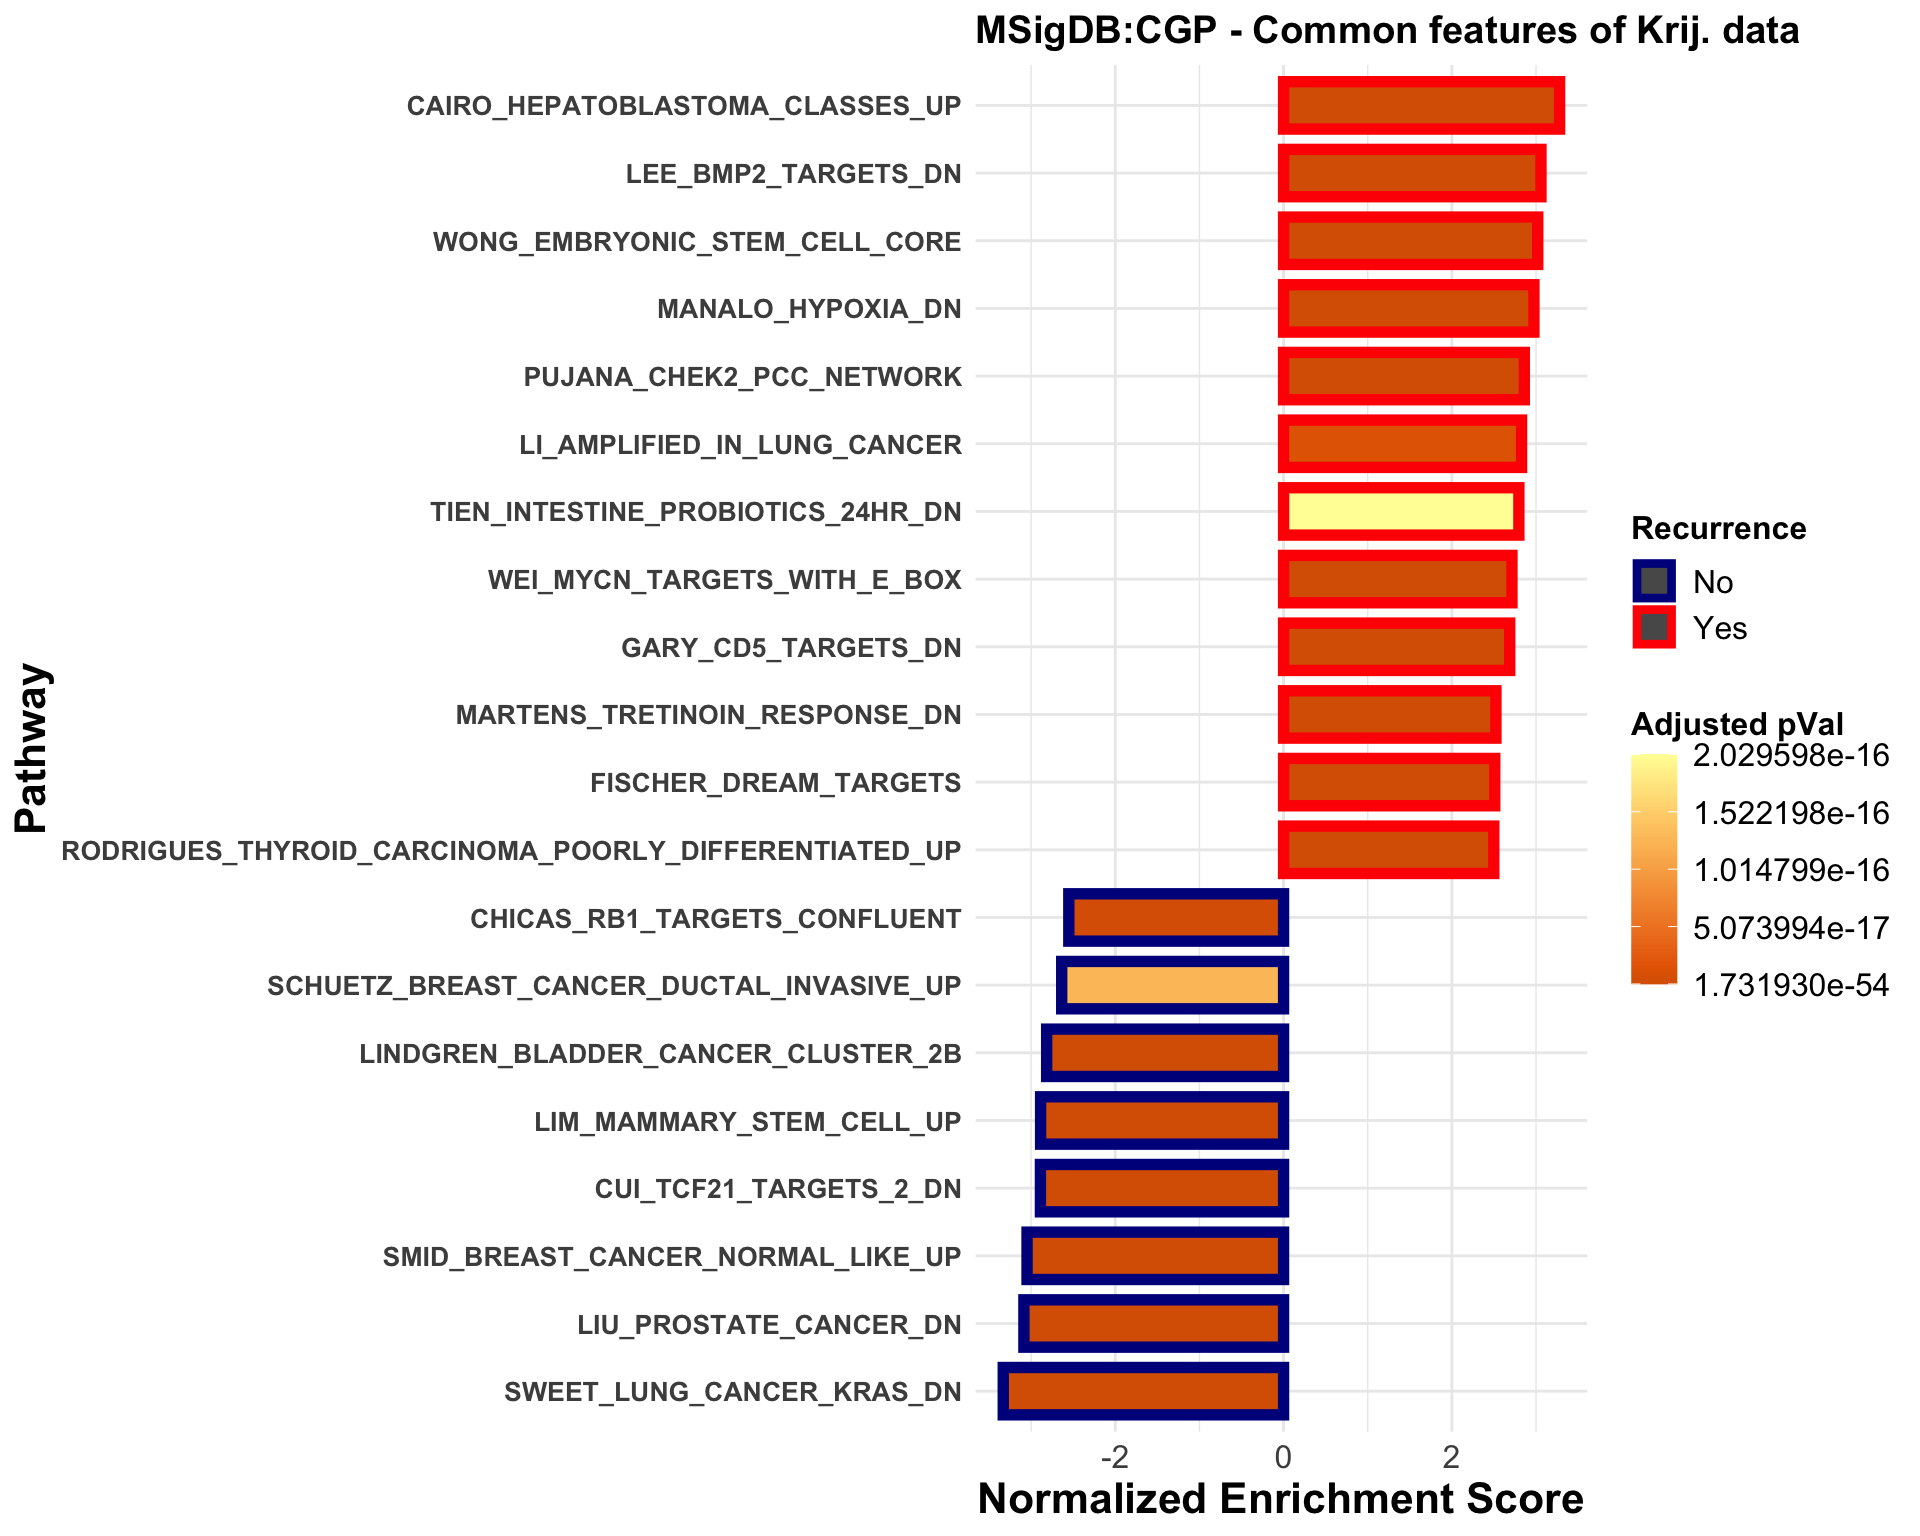 MSigDB:CGP - Common features of Krij. data
Pathway
CAIRO_HEPATOBLASTOMA_CLASSES_UP
LEE_BMP2_TARGETS_DN
WONG_EMBRYONIC_STEM_CELL_CORE
MANALO_HYPOXIA_DN
PUJANA_CHEK2_PCC_NETWORK
LI_AMPLIFIED_IN_LUNG_CANCER
TIEN_INTESTINE_PROBIOTICS_24HR_DN
WEI_MYCN_TARGETS_WITH_E_BOX
GARY_CD5_TARGETS_DN
MARTENS_TRETINOIN_RESPONSE_DN
FISCHER_DREAM_TARGETS
RODRIGUES_THYROID_CARCINOMA_POORLY_DIFFERENTIATED_UP
CHICAS_RB1_TARGETS_CONFLUENT
SCHUETZ_BREAST_CANCER_DUCTAL_INVASIVE_UP
LINDGREN_BLADDER_CANCER_CLUSTER_2B
LIM_MAMMARY_STEM_CELL_UP
CUI_TCF21_TARGETS_2_DN
SMID_BREAST_CANCER_NORMAL_LIKE_UP
LIU_PROSTATE_CANCER_DN
SWEET_LUNG_CANCER_KRAS_DN
-2 0 2
Normalized Enrichment Score
Recurrence
No
Yes
Adjusted pVal
2.029598e-16
1.522198e-16
1.014799e-16
5.073994e-17
1.731930e-54